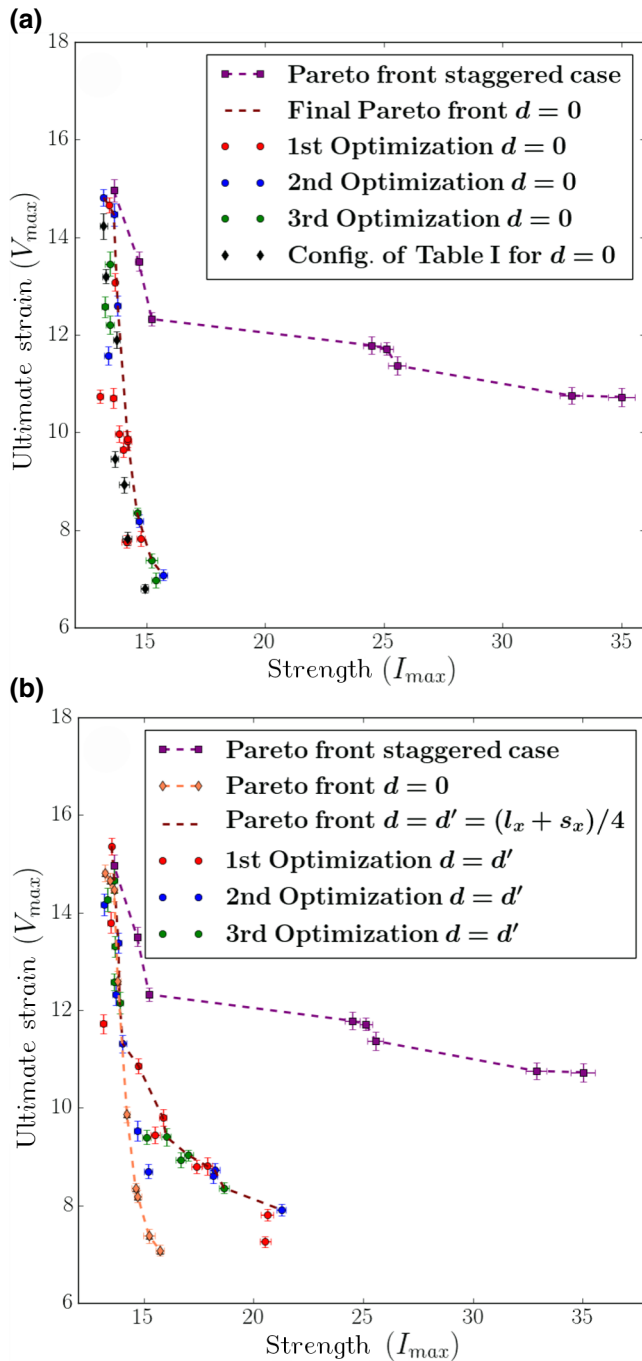 (a)
18
16
14
12
10
8
6
Ultimate strain (V_max)
Pareto front staggered case
Final Pareto front d = 0
1st Optimization d = 0
2nd Optimization d = 0
3rd Optimization d = 0
Config. of Table I for d = 0
15 20 25 30 35
Strength (I_max)
(b)
18
16
14
12
10
8
6
Ultimate strain (V_max)
Pareto front staggered case
Pareto front d = 0
Pareto front d = d′ = (l_x + s_x)/4
1st Optimization d = d′
2nd Optimization d = d′
3rd Optimization d = d′
15 20 25 30 35
Strength (I_max)